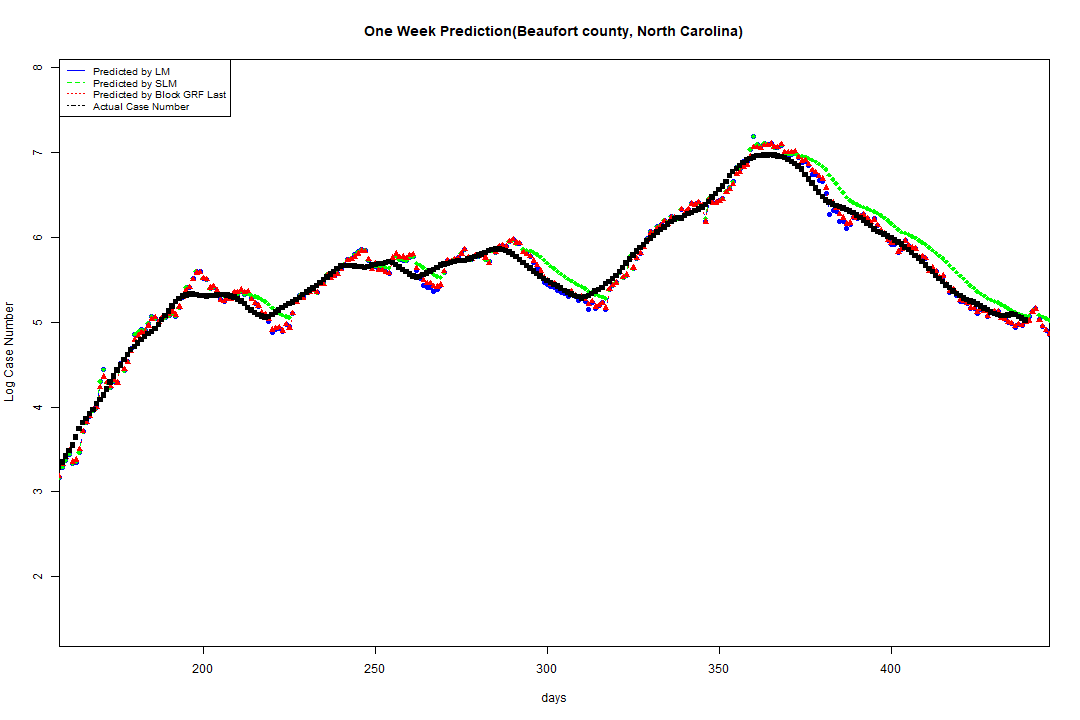 One Week Prediction(Beaufort county, North Carolina)
Predicted by LM
Predicted by SLM
Predicted by Block GRF Last
Actual Case Number
8
7
6
5
4
3
2
Log Case Number
200 250 300 350 400
days